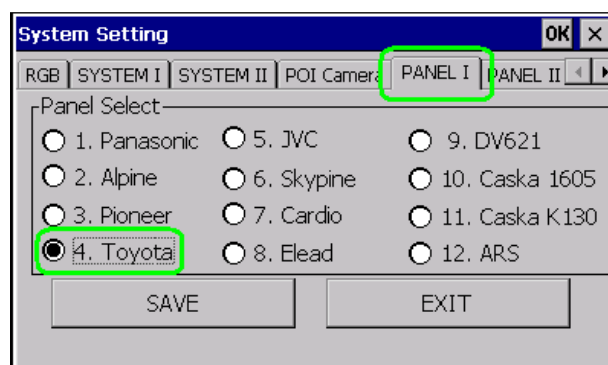 System Setting OK ×
RGB SYSTEM I SYSTEM II POI Camera PANEL I PANEL II
Panel Select
1. Panasonic 5. JVC 9. DV621
2. Alpine 6. Skypine 10. Caska 1605
3. Pioneer 7. Cardio 11. Caska K130
4. Toyota 8. Elead 12. ARS
SAVE EXIT